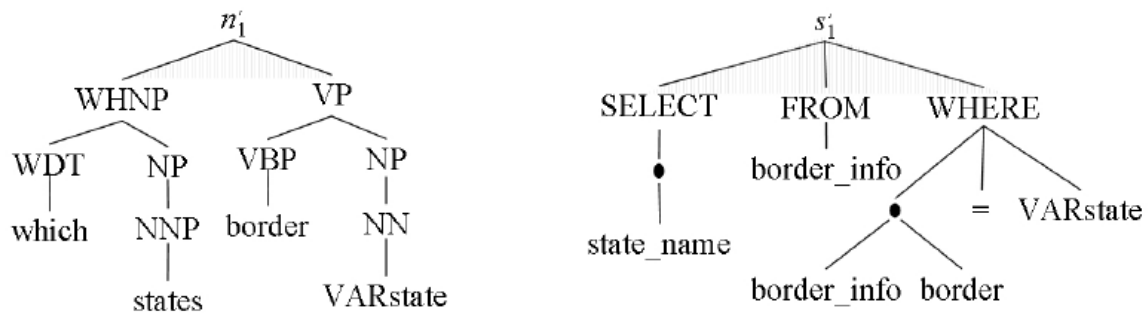 n′1 s′1
WHNP VP SELECT FROM WHERE
WDT NP VBP NP border_info
which NNP border NN = VARstate
state_name
states VARstate border_info border